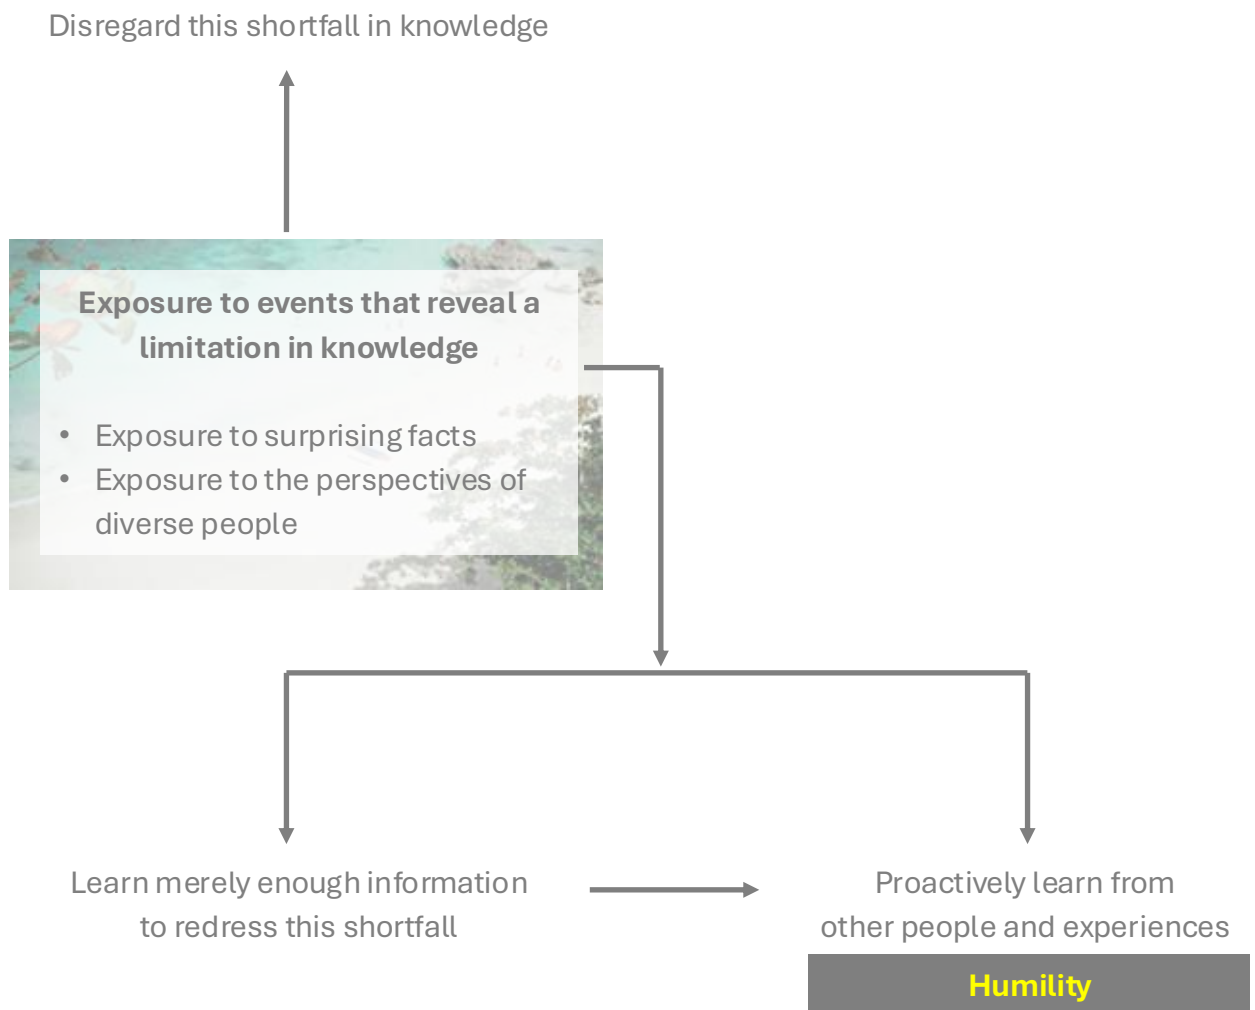 Disregard this shortfall in knowledge
Exposure to events that reveal a
limitation in knowledge
• Exposure to surprising facts
• Exposure to the perspectives of
diverse people
Learn merely enough information
to redress this shortfall
Proactively learn from
other people and experiences
Humility